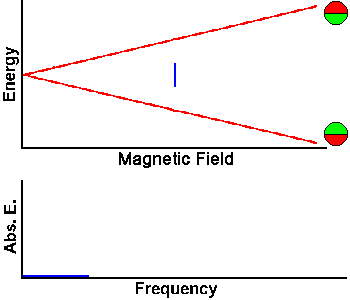 Energy
Magnetic Field
Abs. E.
Frequency